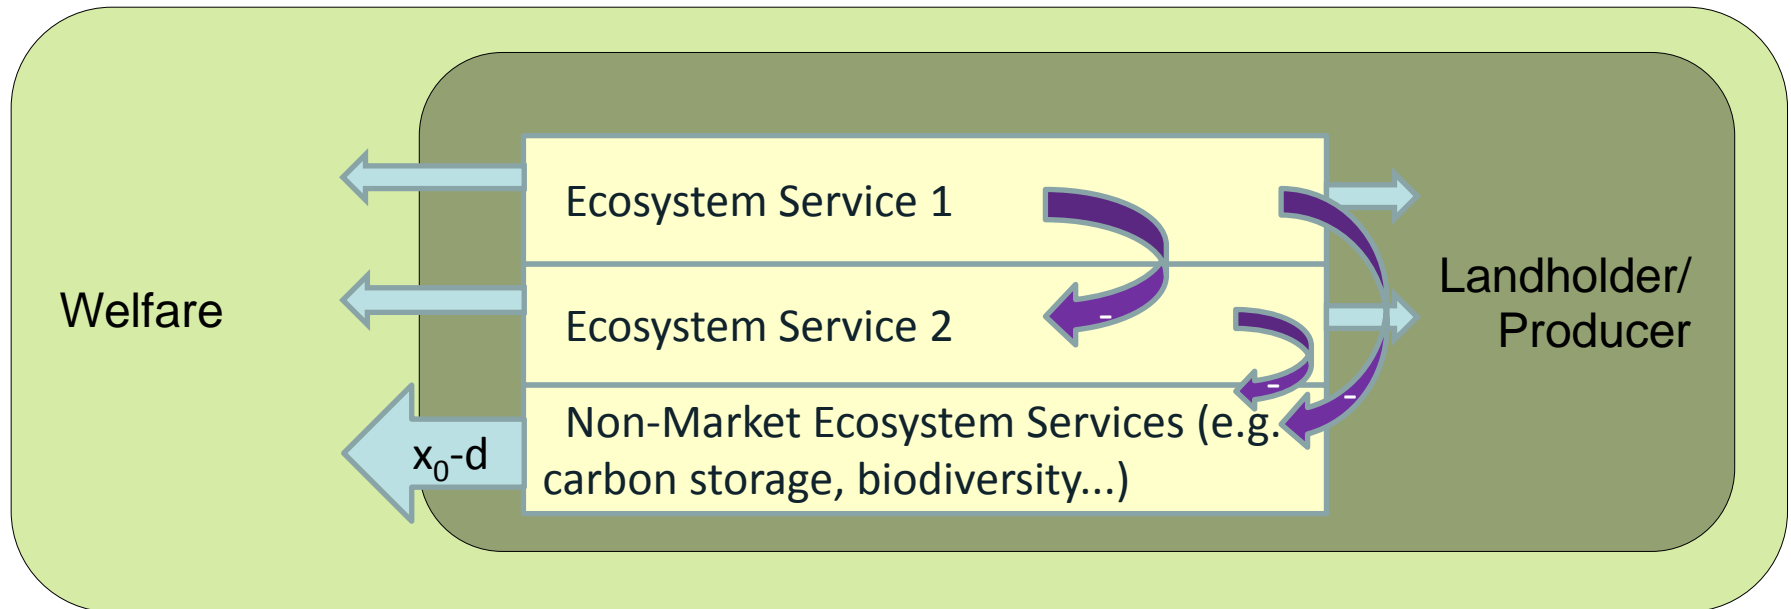 Ecosystem Service 1
-
Welfare
Ecosystem Service 2
-
-
Landholder/
Producer
x₀-d
Non-Market Ecosystem Services (e.g.
carbon storage, biodiversity...)